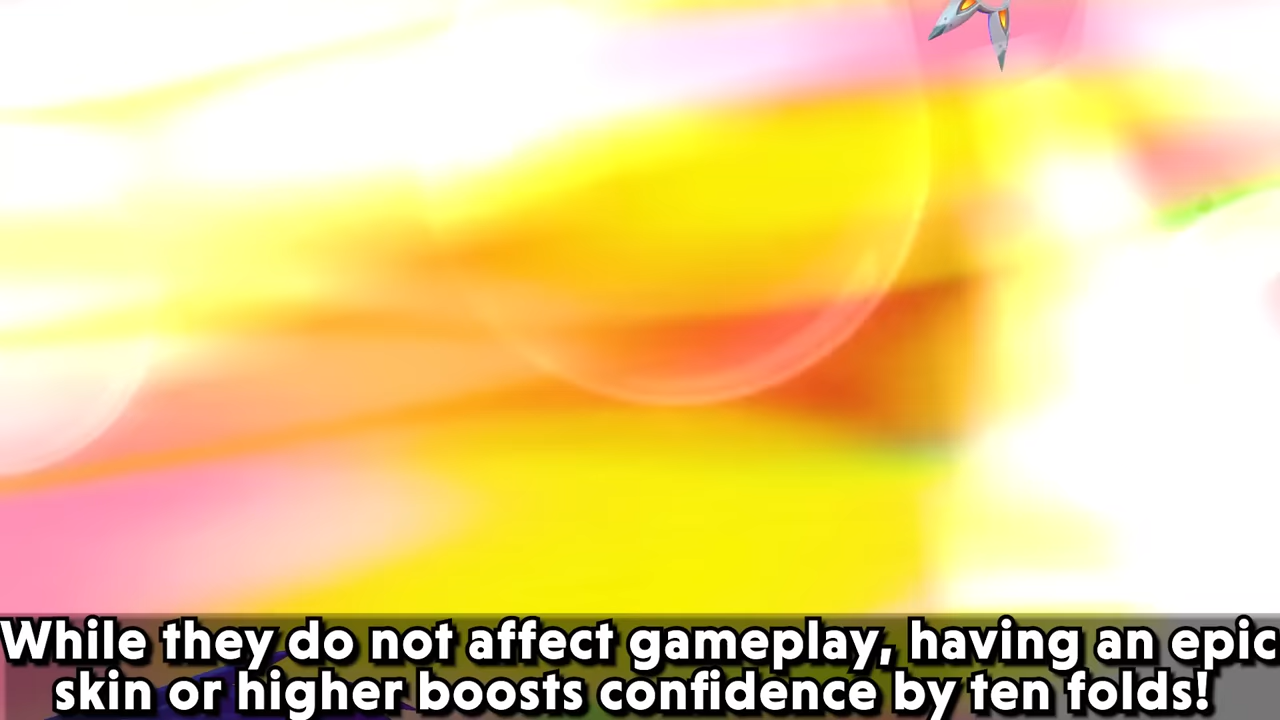 While they do not affect gameplay, having an epic
skin or higher boosts confidence by ten folds!